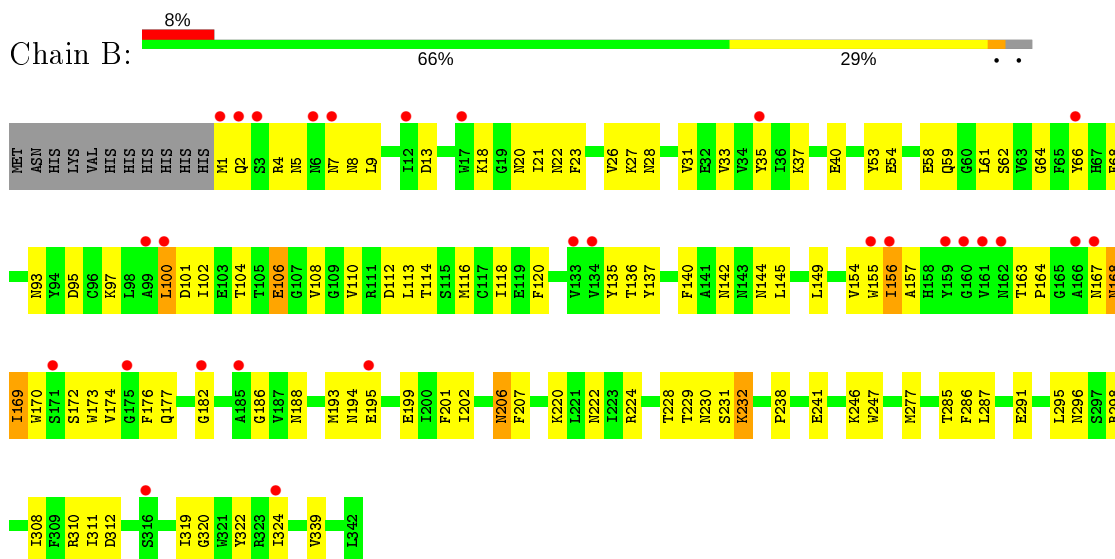 8%
Chain B:
66% 29% • •
MET ASN HIS LYS VAL HIS HIS HIS HIS HIS HIS M1 Q2 S3 R4 N5 N6 N7 N8 L9 I12 D13 W17 K18 G19 N20 I21 N22 F23 V26 K27 N28 V31 E32 V33 V34 Y35 I36 K37 E40 Y53 E54 E58 Q59 G60 L61 S62 V63 G64 F65 Y66 H67
N93 Y94 D95 C96 K97 L98 A99 L100 D101 I102 E103 T104 T105 E106 G107 V108 G109 V110 R111 D112 L113 T114 S115 M116 C117 I118 E119 F120 V133 V134 Y135 T136 Y137 F140 A141 N142 N143 N144 L145 L149 V154 W155 I156 A157 H158 Y159 G160 V161 N162 T163 P164 G165 A166 N167 N168
I169 W170 S171 S172 W173 V174 G175 F176 Q177 G182 A185 G186 V187 N188 M193 N194 E195 E199 I200 F201 I202 N206 F207 K220 L221 N222 I223 R224 T228 T229 N230 S231 K232 P238 E241 K246 W247 M277 T285 F286 L287 E291 L295 N296 S297
I308 F309 R310 I311 D312 S316 I319 G320 W321 Y322 R323 I324 V339 L342